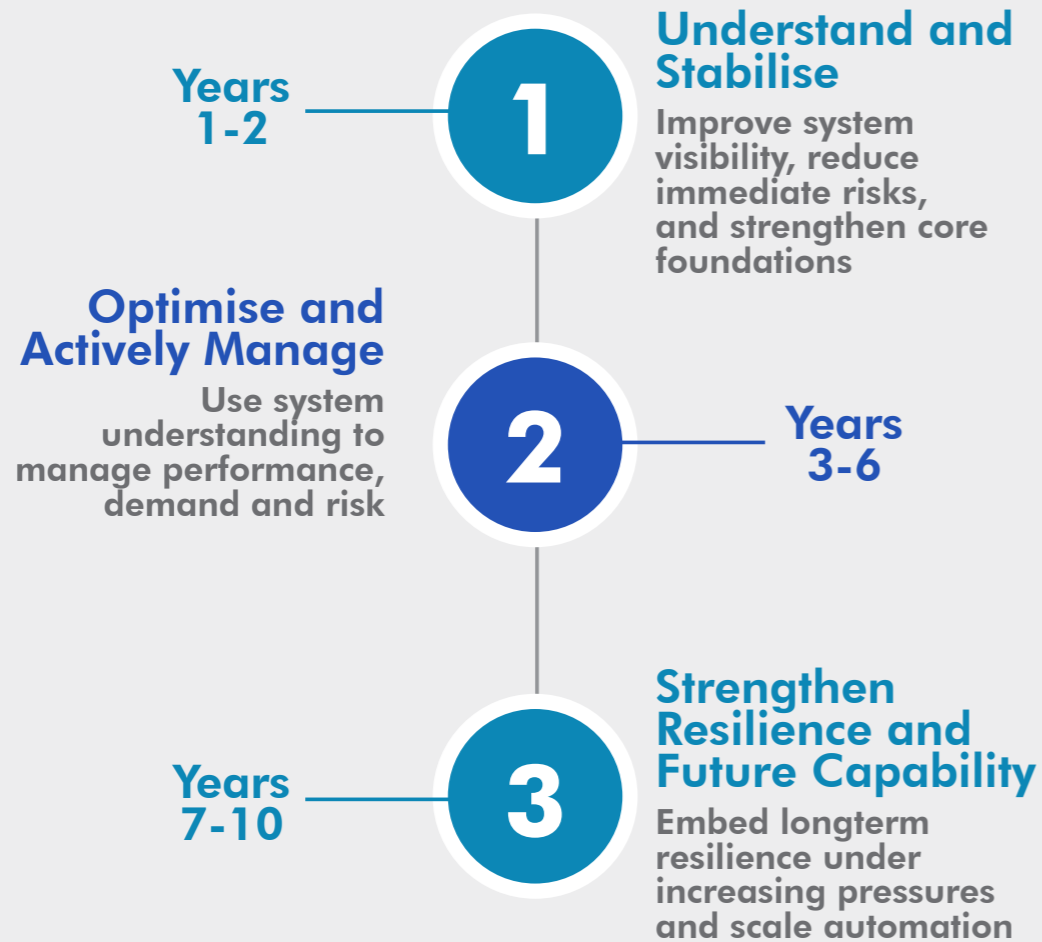 Years
1-2
1
Understand and
Stabilise
Improve system
visibility, reduce
immediate risks,
and strengthen core
foundations
Optimise and
Actively Manage
Use system
understanding to
manage performance,
demand and risk
2
Years
3-6
Years
7-10
3
Strengthen
Resilience and
Future Capability
Embed longterm
resilience under
increasing pressures
and scale automation